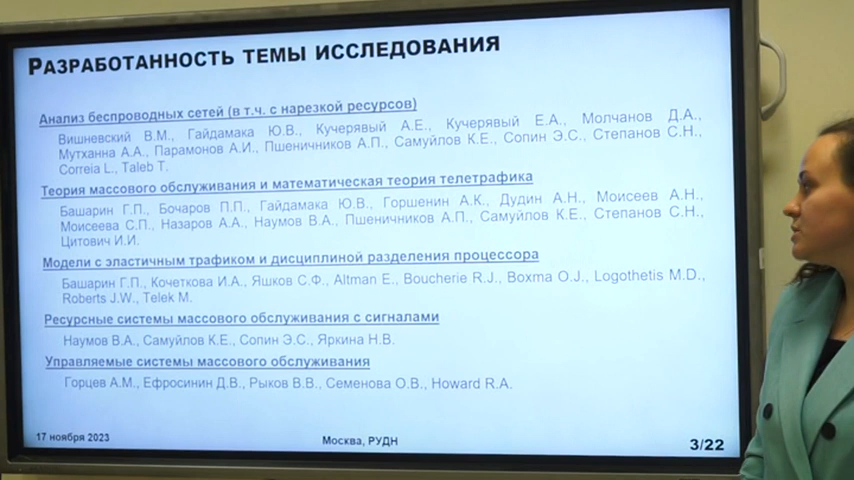 РАЗРАБОТАННОСТЬ ТЕМЫ ИССЛЕДОВАНИЯ
Анализ беспроводных сетей (в т.ч. с нарезкой ресурсов)
Вишневский В.М., Гайдамака Ю.В., Кучерявый А.Е., Кучерявый Е.А., Молчанов Д.А.,
Мутханна А.А., Парамонов А.И., Пшеничников А.П., Самуйлов К.Е., Сопин Э.С., Степанов С.Н.,
Correia L., Taleb T.
Теория массового обслуживания и математическая теория телетрафика
Башарин Г.П., Бочаров П.П., Гайдамака Ю.В., Горшенин А.К., Дудин А.Н., Моисеев А.Н.,
Моисеева С.П., Назаров А.А., Наумов В.А., Пшеничников А.П., Самуйлов К.Е., Степанов С.Н.,
Цитович И.И.
Модели с эластичным трафиком и дисциплиной разделения процессора
Башарин Г.П., Кочеткова И.А., Яшков С.Ф., Altman E., Boucherie R.J., Boxma O.J., Logothetis M.D.,
Roberts J.W., Telek M.
Ресурсные системы массового обслуживания с сигналами
Наумов В.А., Самуйлов К.Е., Сопин Э.С., Яркина Н.В.
Управляемые системы массового обслуживания
Горцев А.М., Ефросинин Д.В., Рыков В.В., Семенова О.В., Howard R.A.
17 ноября 2023 Москва, РУДН 3/22